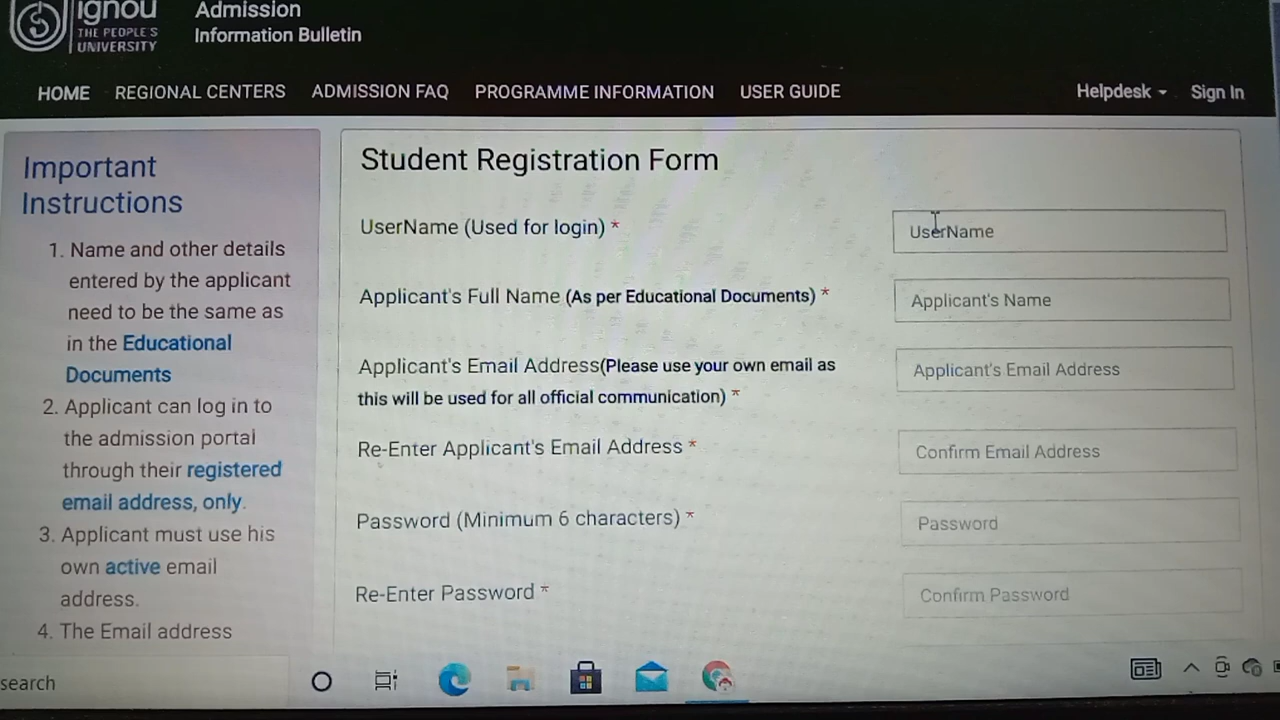 ignou
THE PEOPLE'S
UNIVERSITY
Admission
Information Bulletin
HOME REGIONAL CENTERS ADMISSION FAQ PROGRAMME INFORMATION USER GUIDE Helpdesk Sign In
Important
Instructions
1. Name and other details
entered by the applicant
need to be the same as
in the Educational
Documents
2. Applicant can log in to
the admission portal
through their registered
email address, only.
3. Applicant must use his
own active email
address.
4. The Email address
Student Registration Form
UserName (Used for login) *
UserName
Applicant's Full Name (As per Educational Documents) *
Applicant's Name
Applicant's Email Address(Please use your own email as
this will be used for all official communication) *
Applicant's Email Address
Re-Enter Applicant's Email Address *
Confirm Email Address
Password (Minimum 6 characters) *
Password
Re-Enter Password *
Confirm Password
search